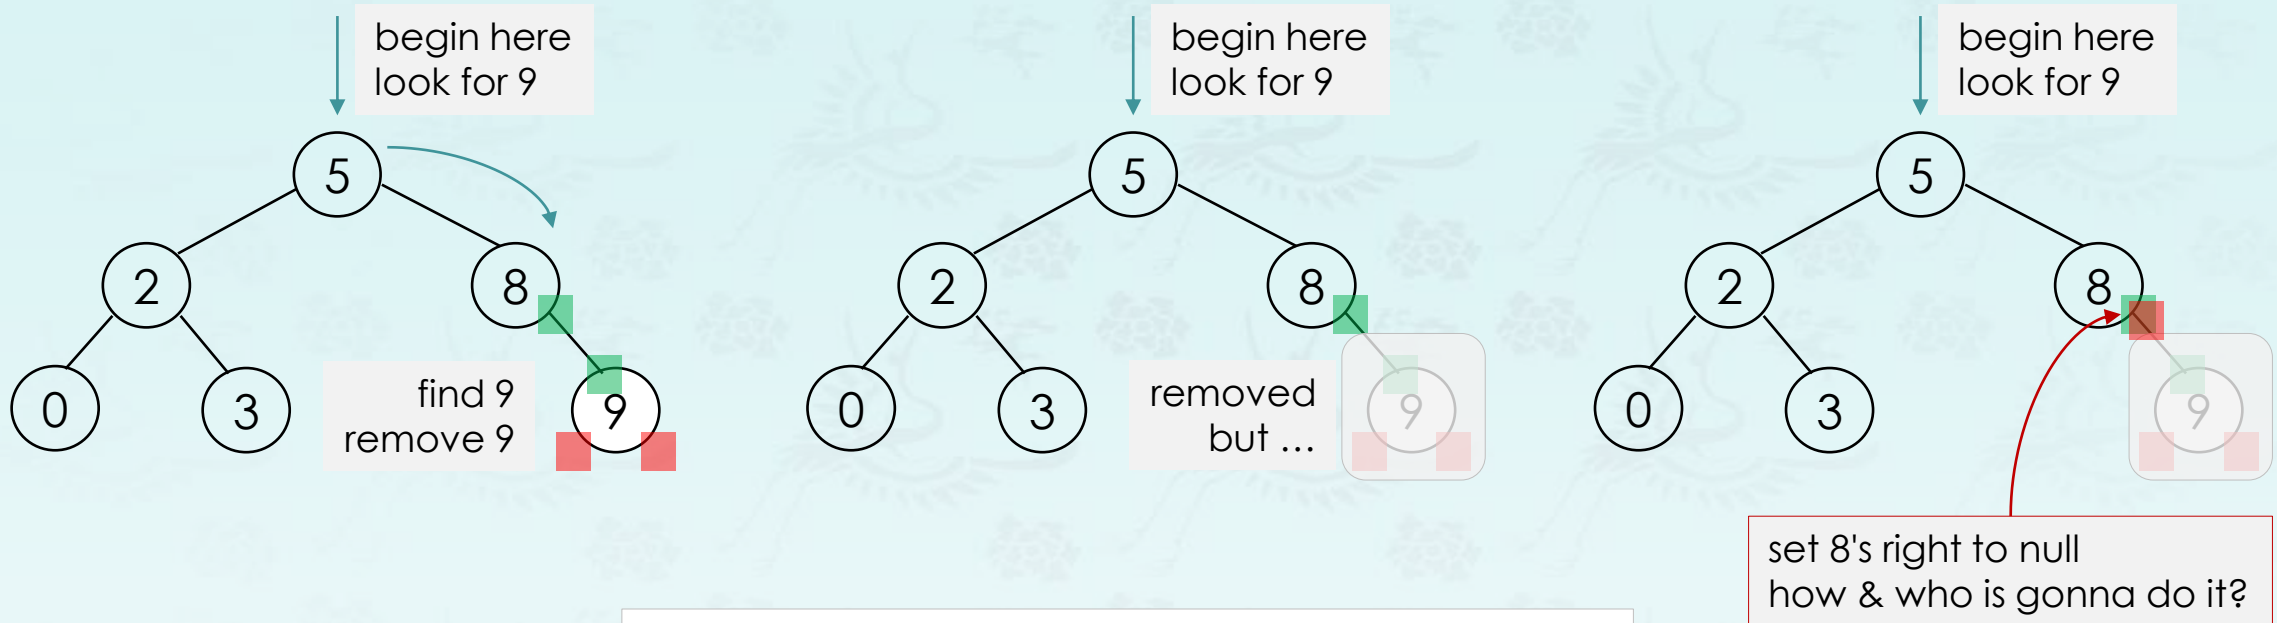 begin here
look for 9
5
2
8
0
3
find 9
remove 9
9
begin here
look for 9
5
2
8
0
3
removed
but ...
9
begin here
look for 9
5
2
8
0
3
9
set 8's right to null
how & who is gonna do it?